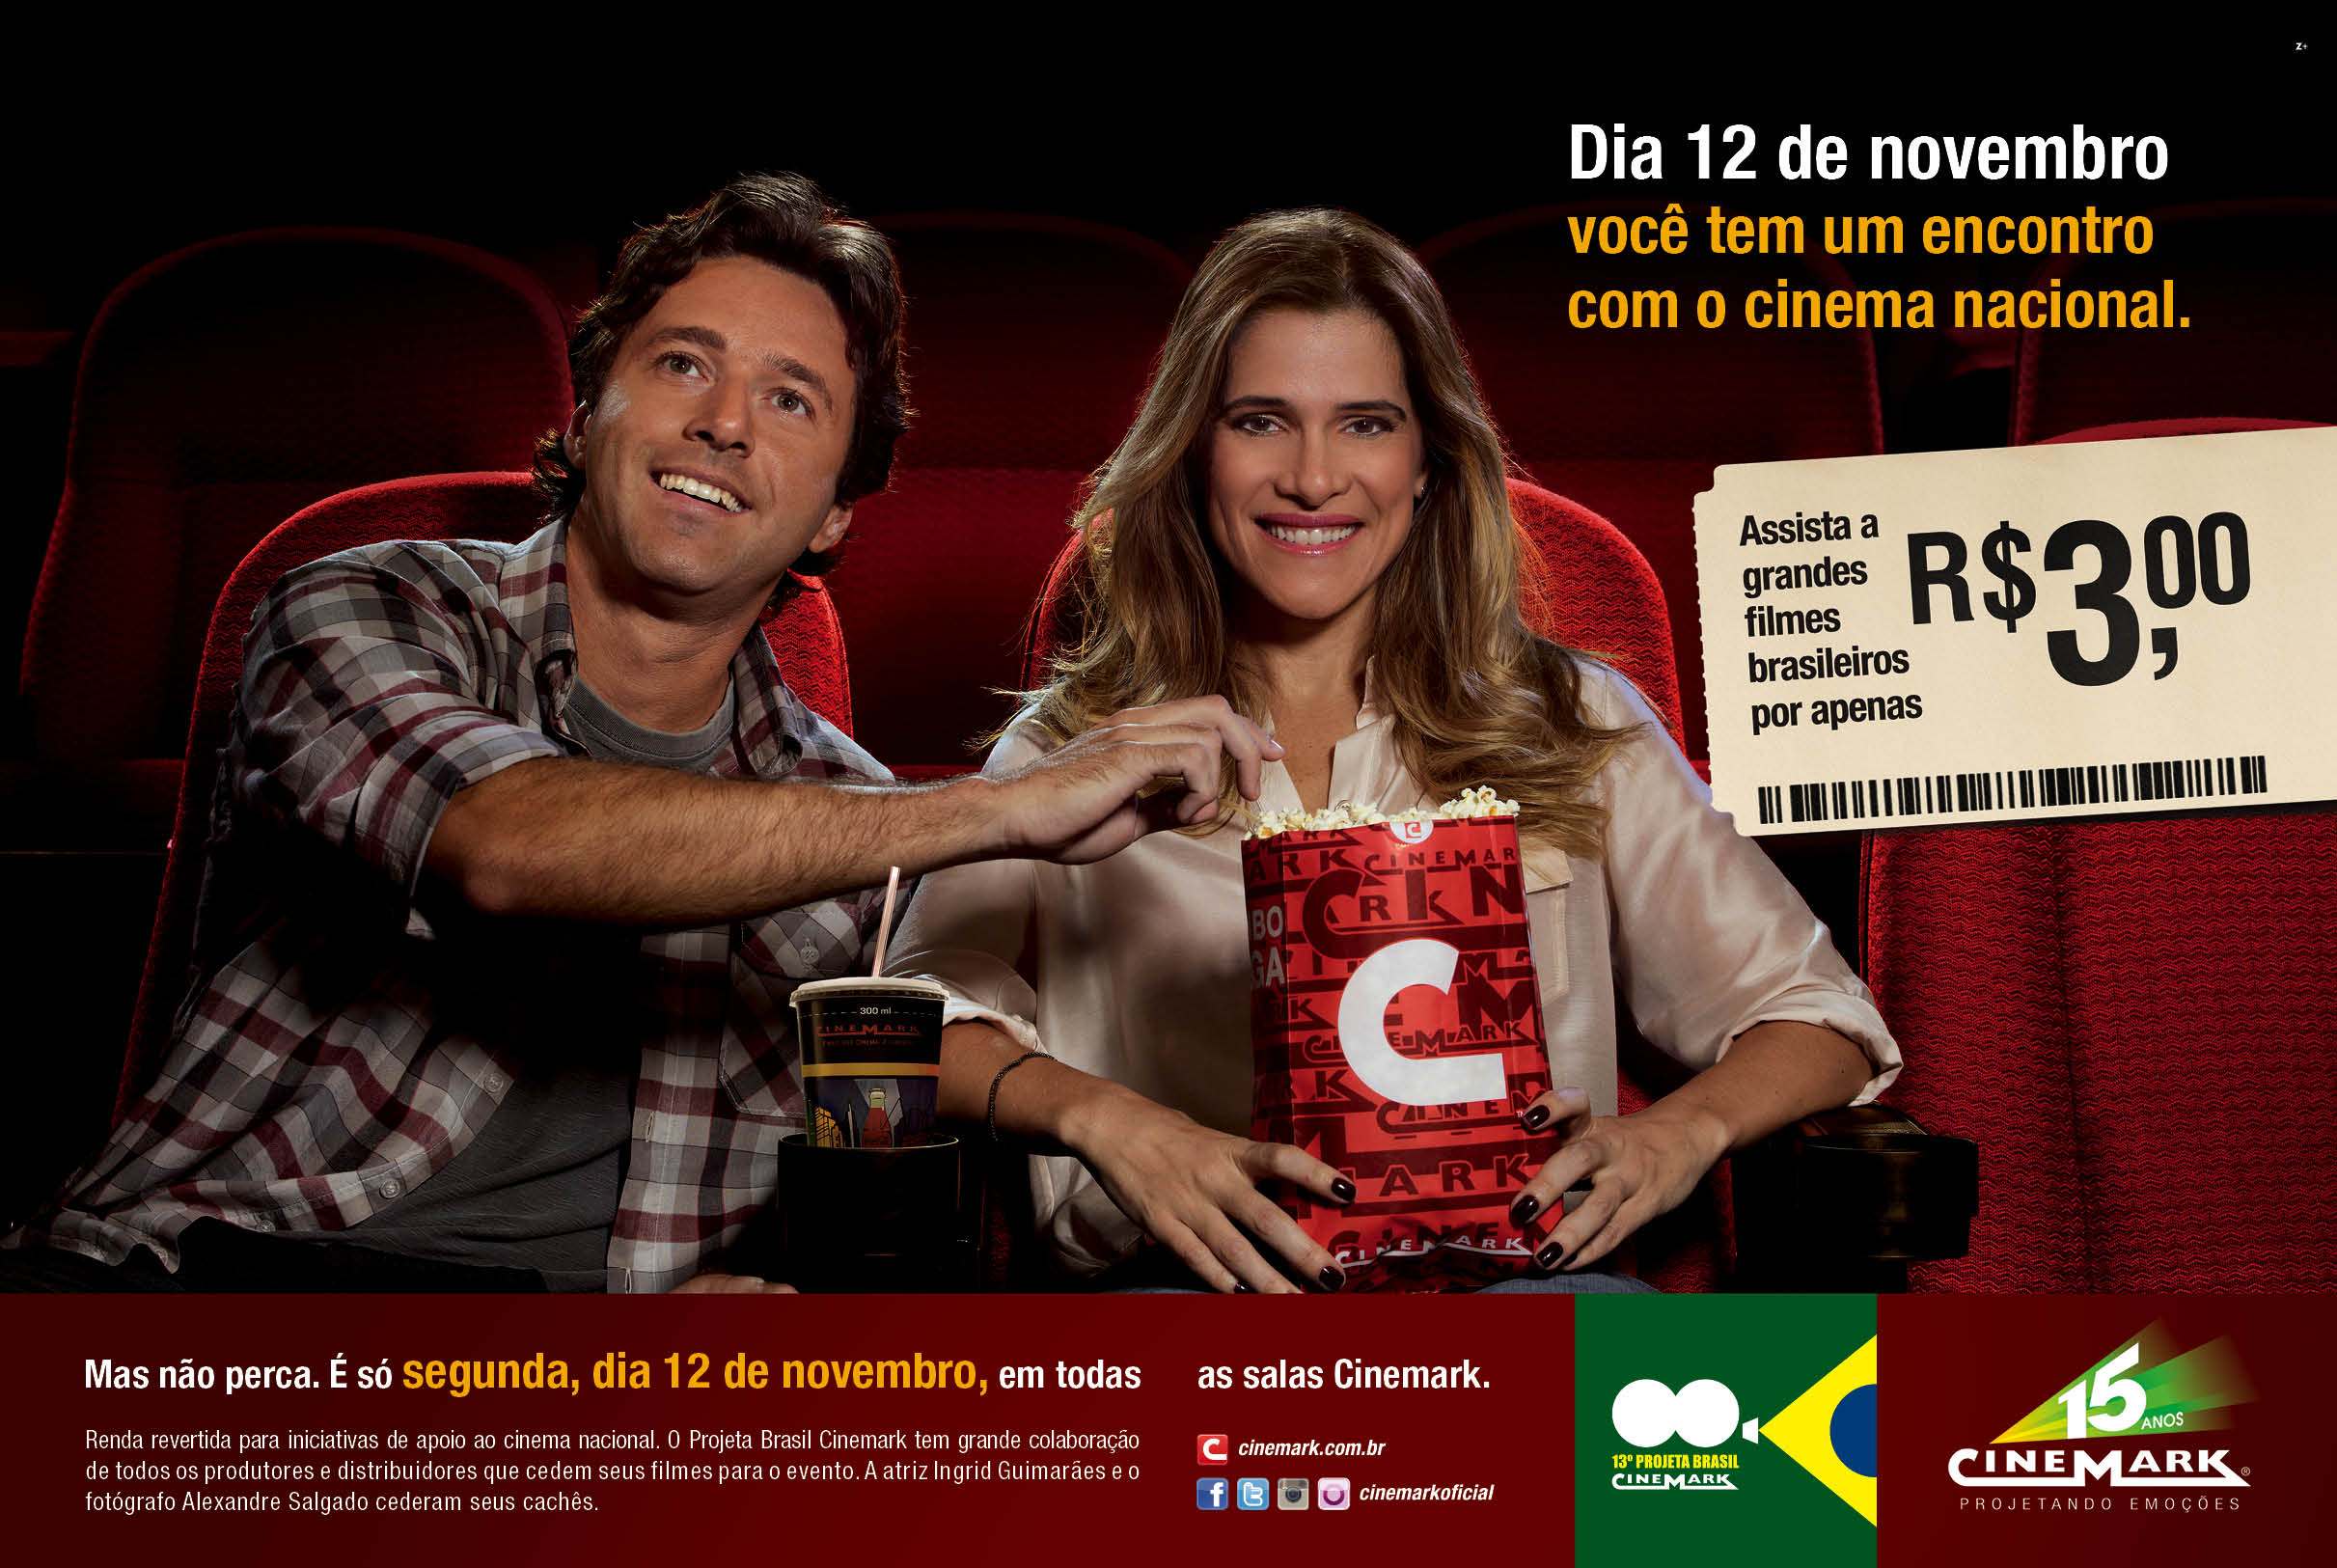 z+
Dia 12 de novembro
você tem um encontro
com o cinema nacional.
Assista a
grandes
filmes
brasileiros
por apenas
R$3,00
300 ml
CINEMARK
C
CINEMARK
C
CINEMARK
CINEMARK
Mas não perca. É só segunda, dia 12 de novembro, em todas as salas Cinemark.
Renda revertida para iniciativas de apoio ao cinema nacional. O Projeta Brasil Cinemark tem grande colaboração
de todos os produtores e distribuidores que cedem seus filmes para o evento. A atriz Ingrid Guimarães e o
fotógrafo Alexandre Salgado cederam seus cachês.
cinemark.com.br
cinemarkoficial
13º PROJETA BRASIL
CINEMARK
15
ANOS
CINEMARK®
PROJETANDO EMOÇÕES